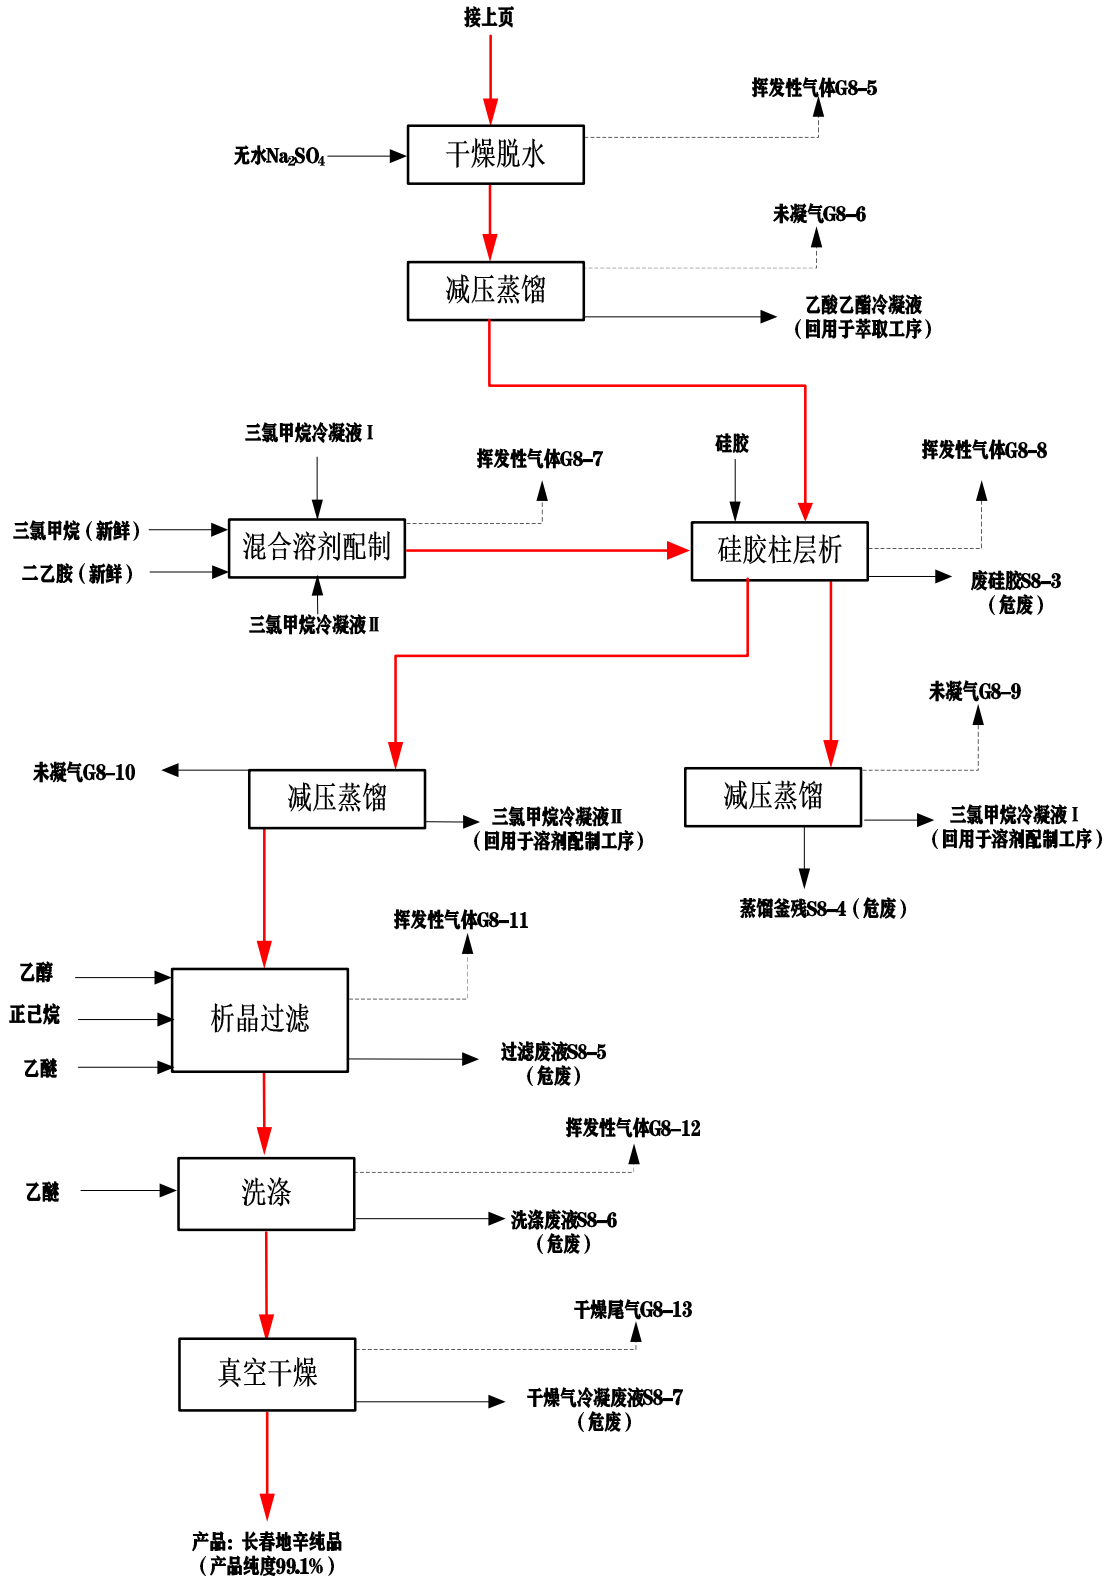 接上页
挥发性气体G8-5
干燥脱水
无水Na₂SO₄
未凝气G8-6
减压蒸馏
乙酸乙酯冷凝液
（回用于萃取工序）
三氯甲烷冷凝液Ⅰ
挥发性气体G8-7
硅胶
挥发性气体G8-8
三氯甲烷（新鲜）
混合溶剂配制
硅胶柱层析
二乙胺（新鲜）
废硅胶S8-3
（危废）
三氯甲烷冷凝液Ⅱ
未凝气G8-9
未凝气G8-10
减压蒸馏
减压蒸馏
三氯甲烷冷凝液Ⅱ
（回用于溶剂配制工序）
三氯甲烷冷凝液Ⅰ
（回用于溶剂配制工序）
蒸馏釜残S8-4（危废）
挥发性气体G8-11
乙醇
正己烷
析晶过滤
乙醚
过滤废液S8-5
（危废）
挥发性气体G8-12
乙醚
洗涤
洗涤废液S8-6
（危废）
干燥尾气G8-13
真空干燥
干燥气冷凝废液S8-7
（危废）
产品：长春地辛纯品
（产品纯度99.1%）